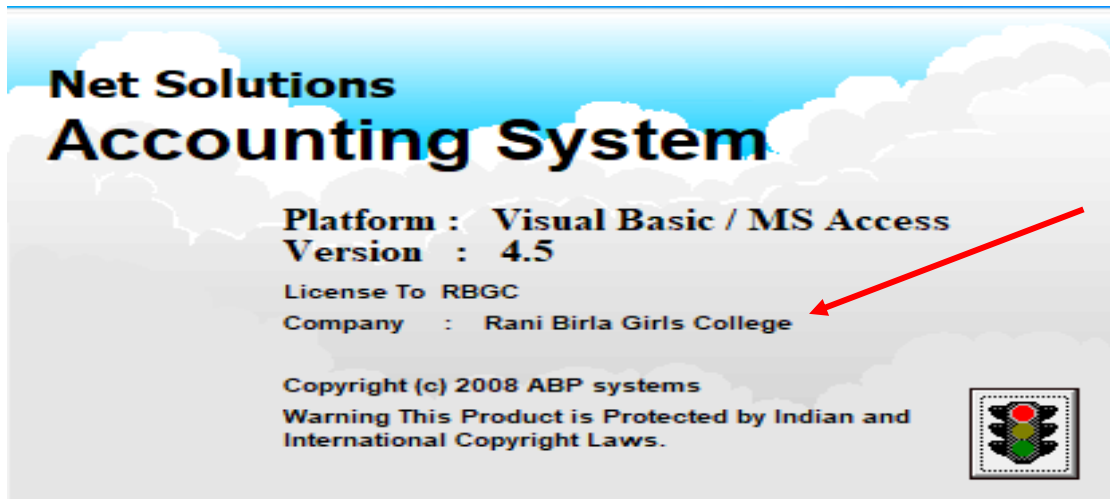 Net Solutions
Accounting System
Platform : Visual Basic / MS Access
Version : 4.5
License To RBGC
Company : Rani Birla Girls College
Copyright (c) 2008 ABP systems
Warning This Product is Protected by Indian and
International Copyright Laws.